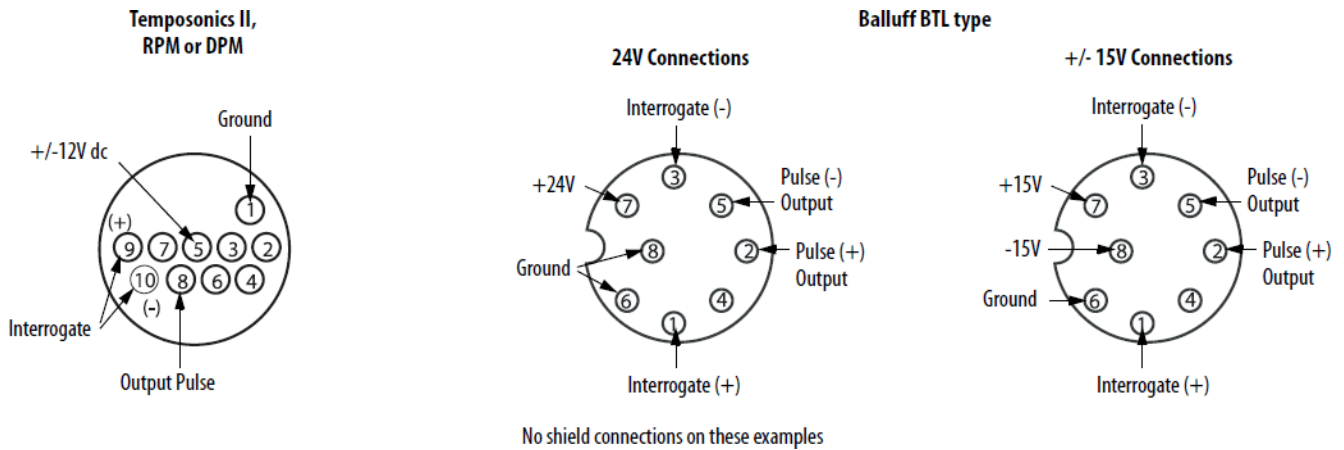 Temposonics II,
RPM or DPM
Ground
+/-12V dc
1
(+)
9 7 5 3 2
10 8 6 4
(-)
Interrogate
Output Pulse
Balluff BTL type
24V Connections
Interrogate (-)
3
+24V
7
5
Pulse (-)
Output
8
2
Pulse (+)
Output
Ground
6
4
1
Interrogate (+)
+/- 15V Connections
Interrogate (-)
3
+15V
7
5
Pulse (-)
Output
-15V
8
2
Pulse (+)
Output
Ground
6
4
1
Interrogate (+)
No shield connections on these examples